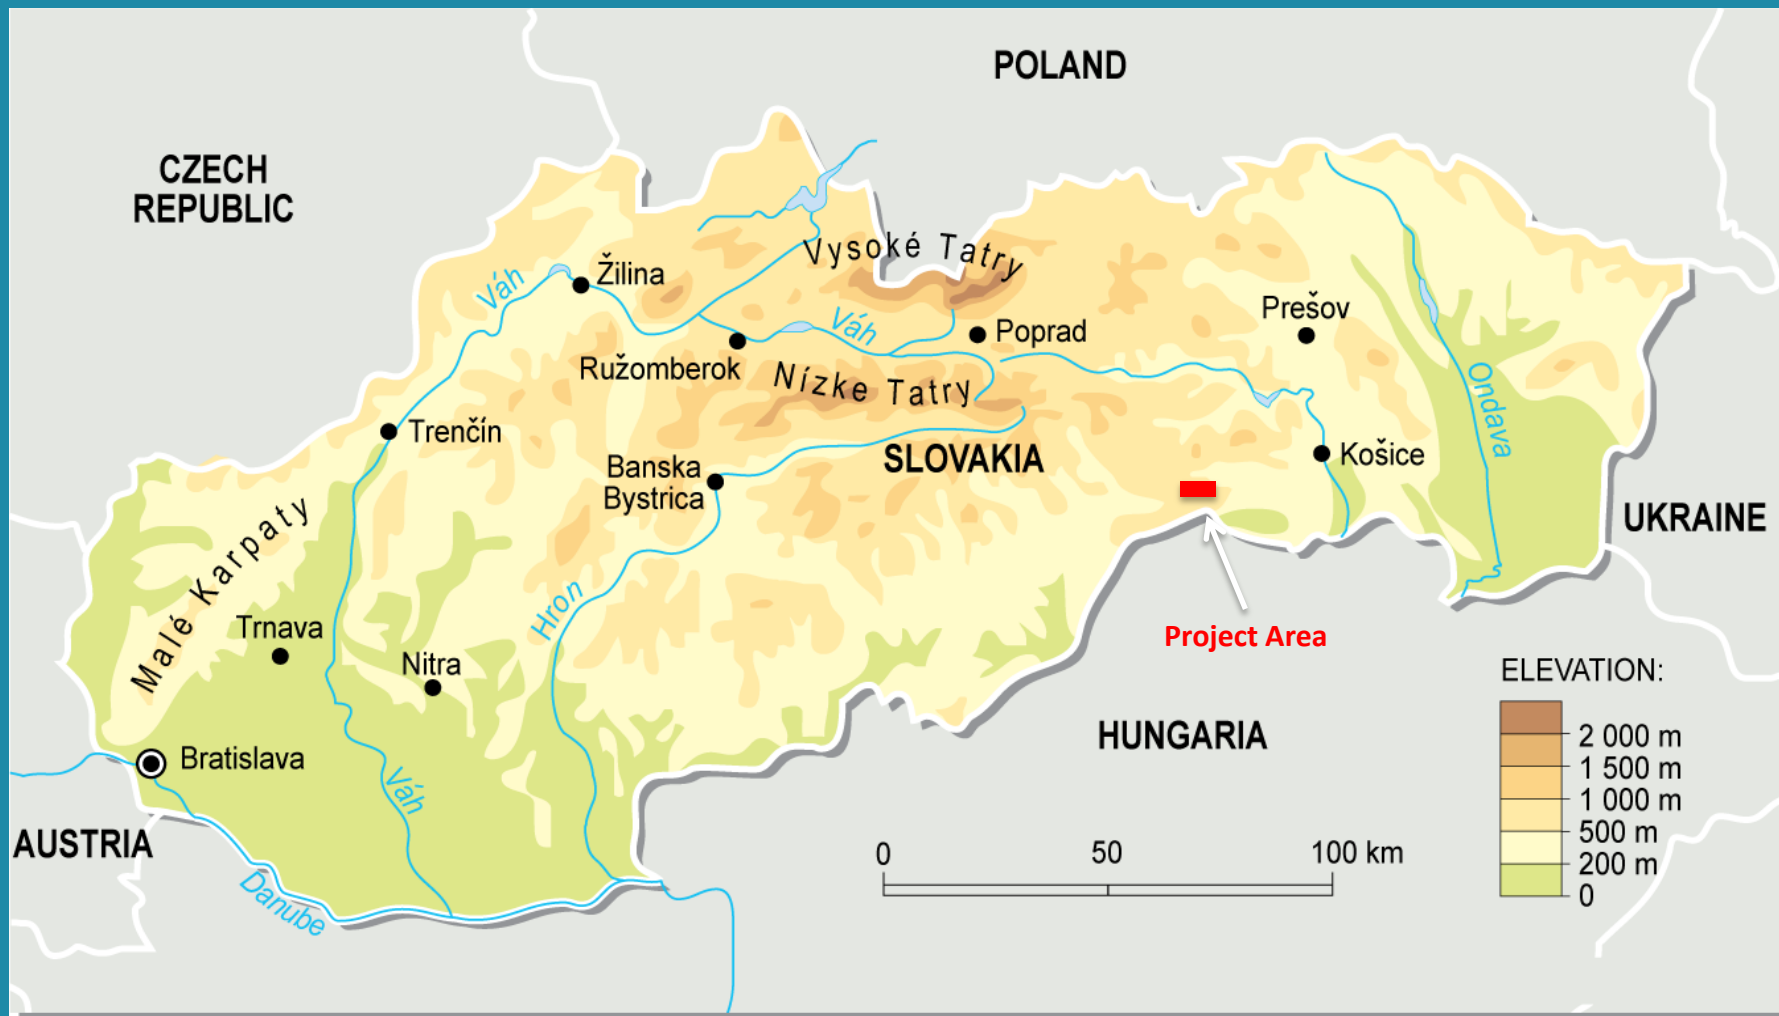 POLAND
CZECH
REPUBLIC
Vysoké Tatry
Váh
Žilina
Prešov
Váh
Poprad
Ružomberok
Nízke Tatry
Ondava
Trenčín
SLOVAKIA
Košice
Banska
Bystrica
UKRAINE
Malé Karpaty
Hron
Trnava
Project Area
Nitra
ELEVATION:
HUNGARIA
2 000 m
1 500 m
1 000 m
500 m
200 m
0
Bratislava
Váh
AUSTRIA
0 50 100 km
Danube